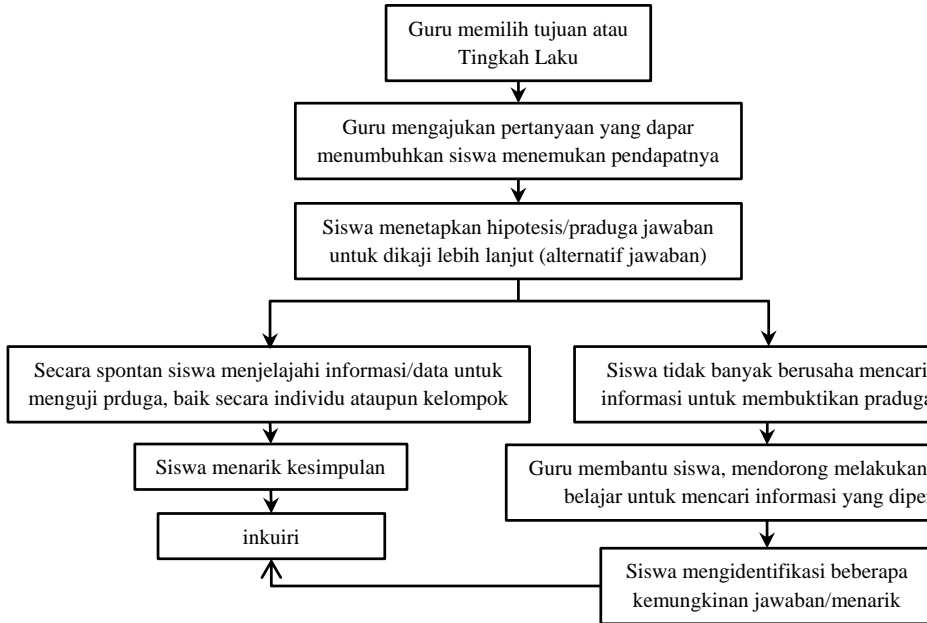 Guru memilih tujuan atau
Tingkah Laku
Guru mengajukan pertanyaan yang dapar
menumbuhkan siswa menemukan pendapatnya
Siswa menetapkan hipotesis/praduga jawaban
untuk dikaji lebih lanjut (alternatif jawaban)
Secara spontan siswa menjelajahi informasi/data untuk
menguji prduga, baik secara individu ataupun kelompok
Siswa tidak banyak berusaha mencari
informasi untuk membuktikan praduga
Siswa menarik kesimpulan
Guru membantu siswa, mendorong melakukan
belajar untuk mencari informasi yang
inkuiri
Siswa mengidentifikasi beberapa
kemungkinan jawaban/menarik